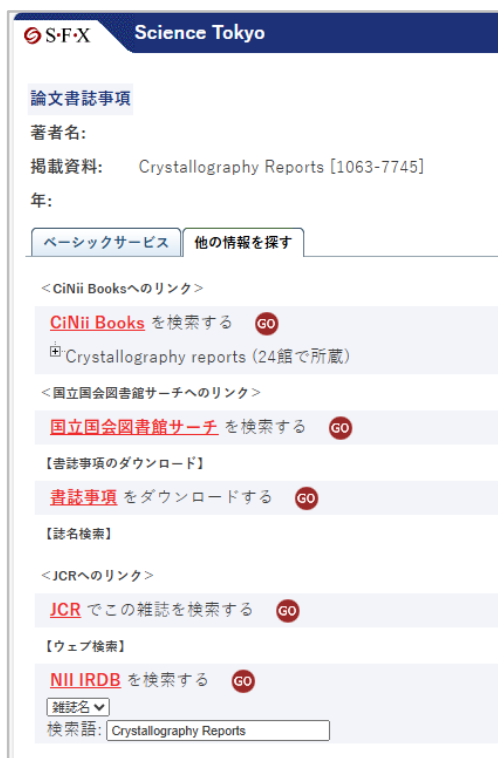 S·F·X Science Tokyo
論文書誌事項
著者名:
掲載資料: Crystallography Reports [1063-7745]
年:
ベーシックサービス 他の情報を探す
＜CiNii Booksへのリンク＞
CiNii Books を検索する GO
Crystallography reports (24館で所蔵)
＜国立国会図書館サーチへのリンク＞
国立国会図書館サーチ を検索する GO
【書誌事項のダウンロード】
書誌事項 をダウンロードする GO
【誌名検索】
＜JCRへのリンク＞
JCR でこの雑誌を検索する GO
【ウェブ検索】
NII IRDB を検索する GO
雑誌名
検索語: Crystallography Reports